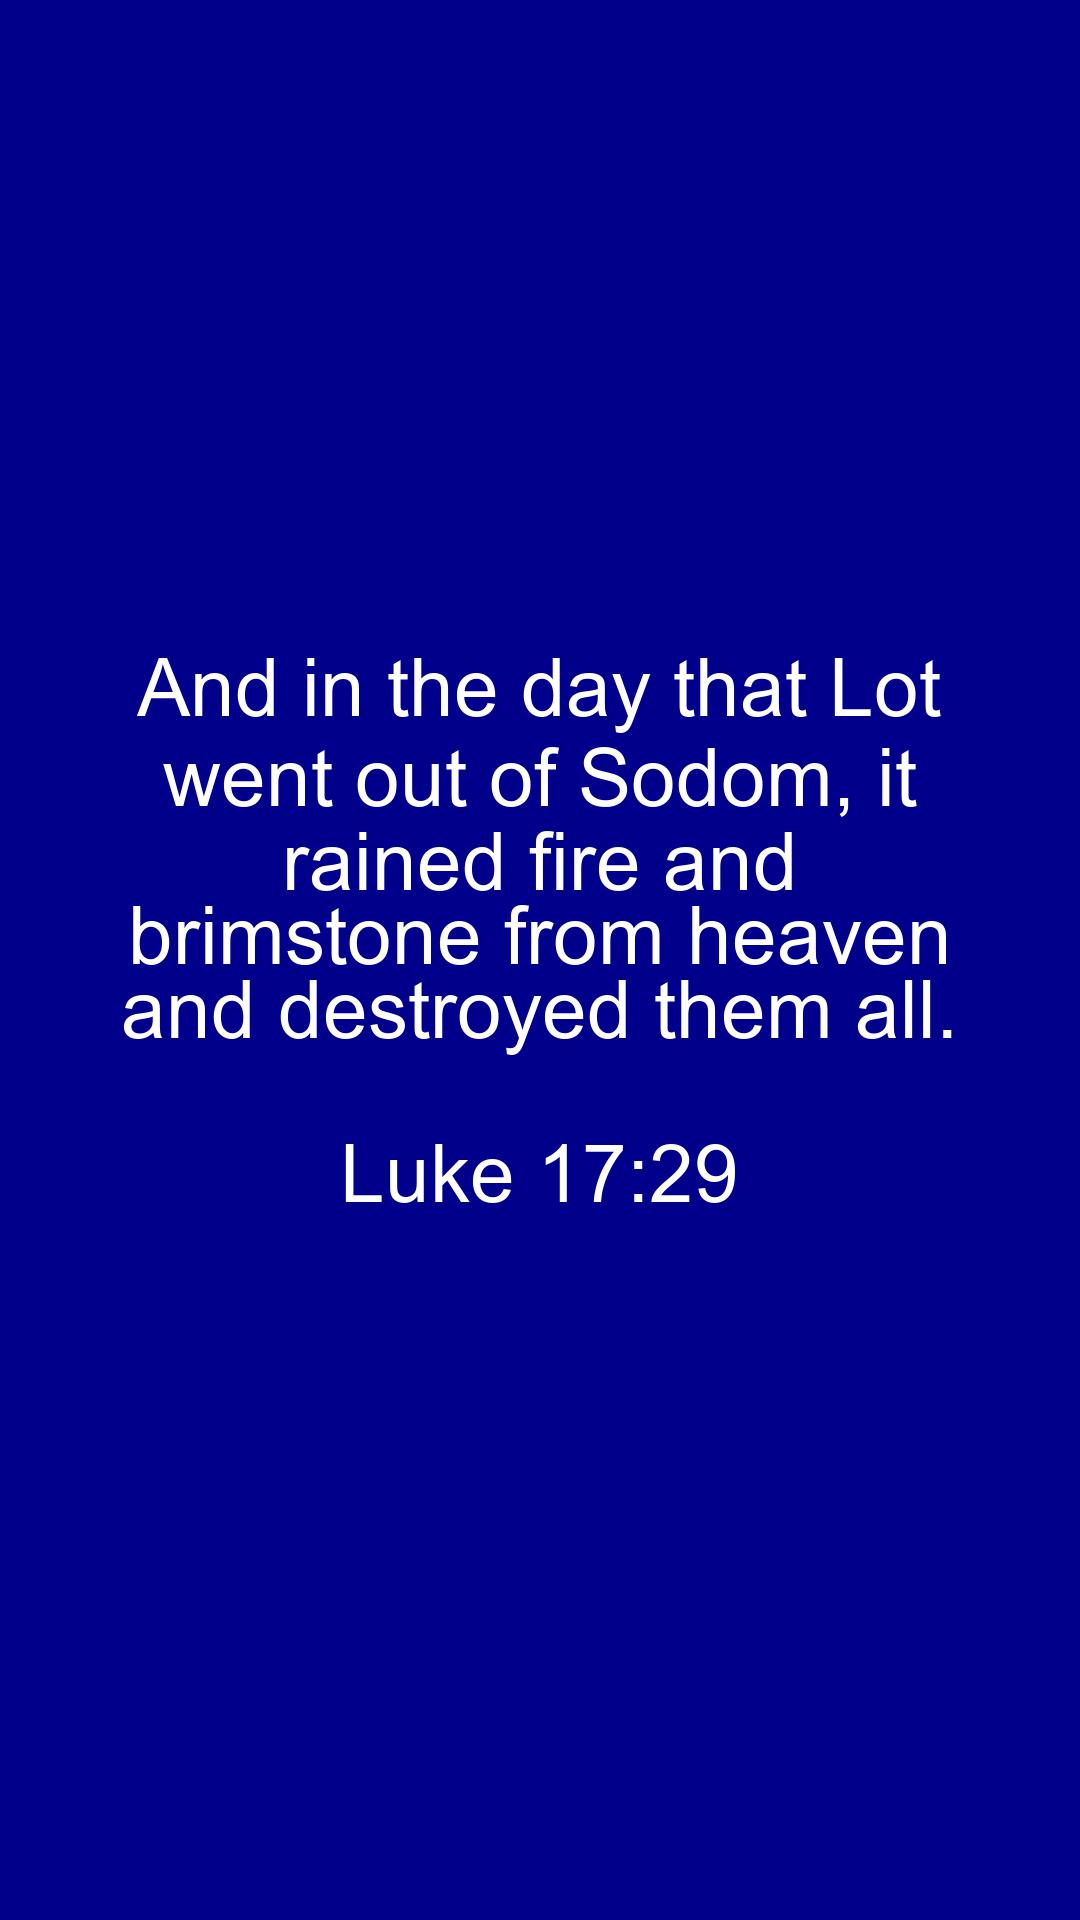 And in the day that Lot
went out of Sodom, it
rained fire and
brimstone from heaven
and destroyed them all.
Luke 17:29